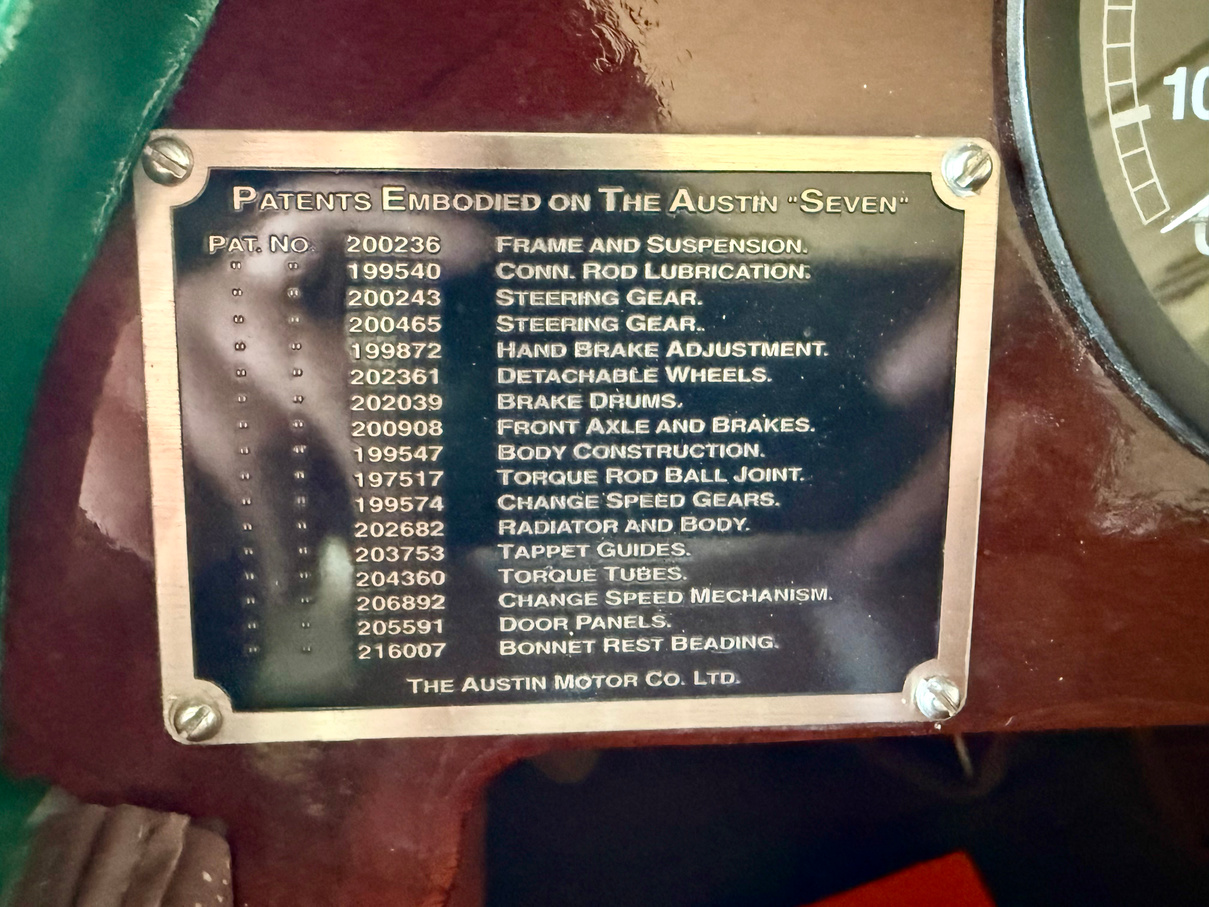 PATENTS EMBODIED ON THE AUSTIN "SEVEN"
PAT. NO. 200236 FRAME AND SUSPENSION.
" " 199540 CONN. ROD LUBRICATION.
" " 200243 STEERING GEAR.
" " 200465 STEERING GEAR.
" " 199872 HAND BRAKE ADJUSTMENT.
" " 202361 DETACHABLE WHEELS.
" " 202039 BRAKE DRUMS.
" " 200908 FRONT AXLE AND BRAKES.
" " 199547 BODY CONSTRUCTION.
" " 197517 TORQUE ROD BALL JOINT.
" " 199574 CHANGE SPEED GEARS.
" " 202682 RADIATOR AND BODY.
" " 203753 TAPPET GUIDES.
" " 204360 TORQUE TUBES.
" " 206892 CHANGE SPEED MECHANISM.
" " 205591 DOOR PANELS.
" " 216007 BONNET REST BEADING.
THE AUSTIN MOTOR CO. LTD.
10